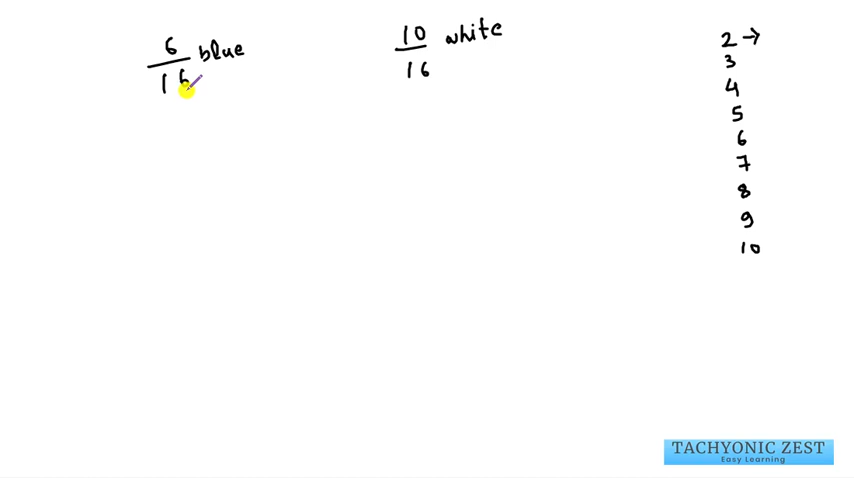 6
16 blue
10
16 white
2 →
3
4
5
6
7
8
9
10
TACHYONIC ZEST
Easy Learning